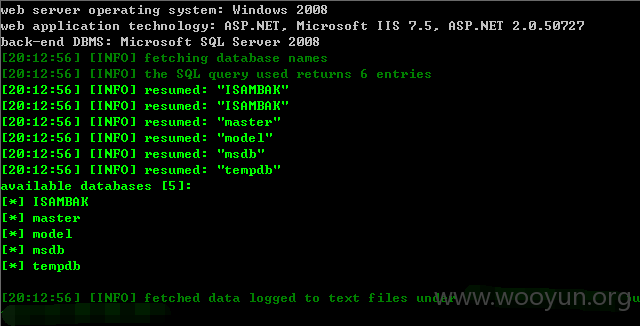 web server operating system: Windows 2008
web application technology: ASP.NET, Microsoft IIS 7.5, ASP.NET 2.0.50727
back-end DBMS: Microsoft SQL Server 2008
[20:12:56] [INFO] fetching database names
[20:12:56] [INFO] the SQL query used returns 6 entries
[20:12:56] [INFO] resumed: "ISAMBAK"
[20:12:56] [INFO] resumed: "ISAMBAK"
[20:12:56] [INFO] resumed: "master"
[20:12:56] [INFO] resumed: "model"
[20:12:56] [INFO] resumed: "msdb"
[20:12:56] [INFO] resumed: "tempdb"
available databases [5]:
[*] ISAMBAK
[*] master
[*] model
[*] msdb
[*] tempdb
[20:12:56] [INFO] fetched data logged to text files under
www.wooyun.org